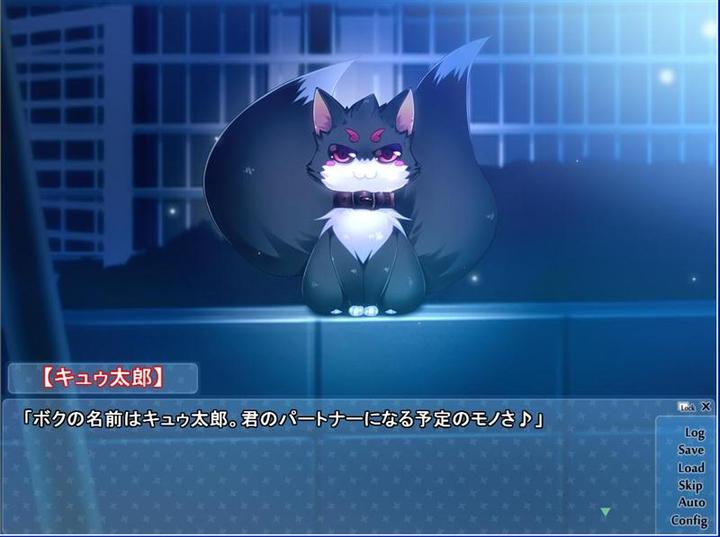 【キュゥ太郎】
「ボクの名前はキュゥ太郎。君のパートナーになる予定のモノさ♪」
Lock X
Log
Save
Load
Skip
Auto
Config